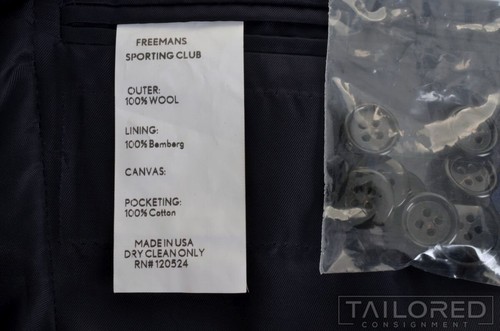 FREEMANS
SPORTING CLUB
OUTER:
100% WOOL
LINING:
100% Bemberg
CANVAS:
POCKETING:
100% Cotton
MADE IN USA
DRY CLEAN ONLY
RN# 120524
TAILORED
CONSIGNMENT